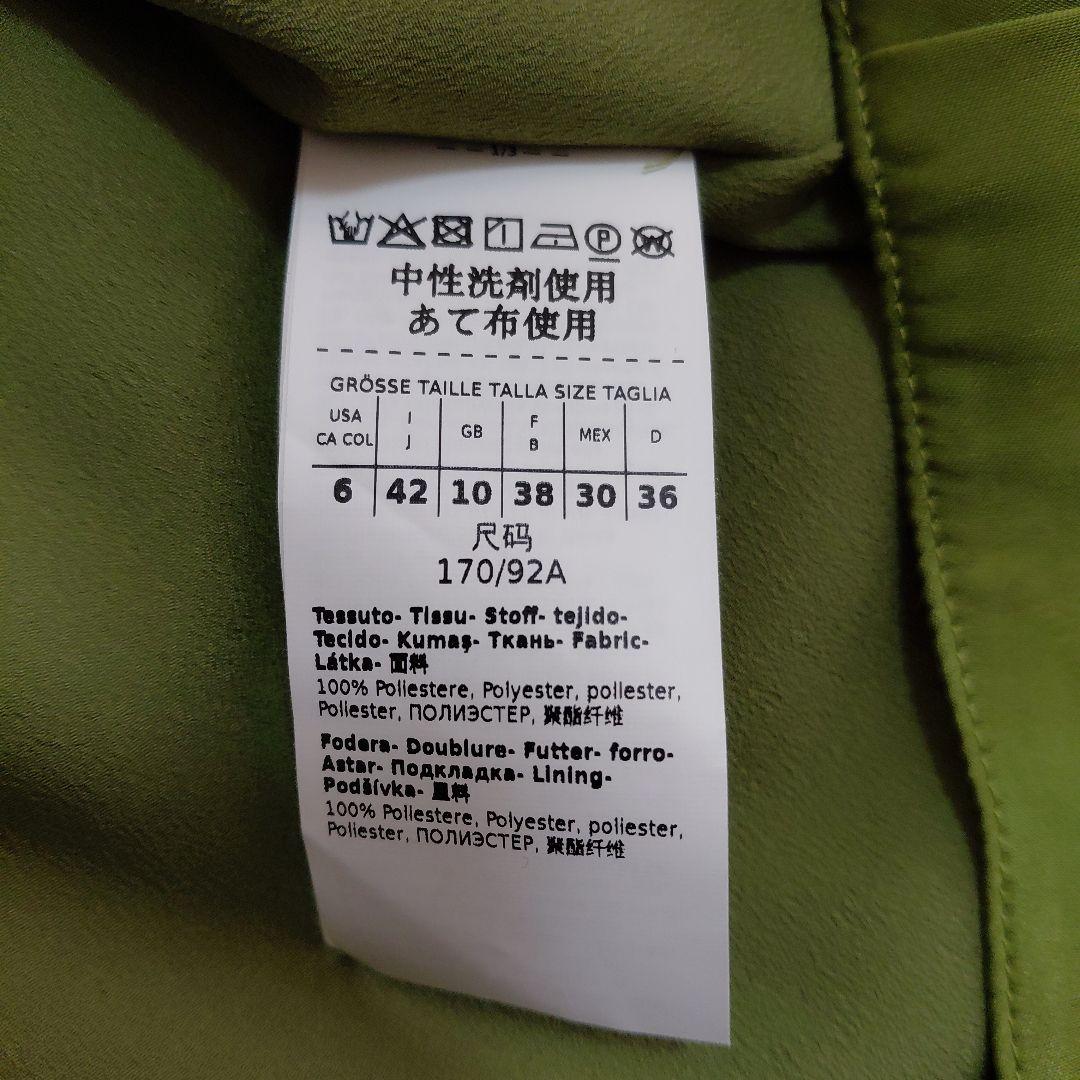 1/3
中性洗剤使用
あて布使用
GRÖSSE TAILLE TALLA SIZE TAGLIA
USA CA COL I J GB F B MEX D
6 42 10 38 30 36
尺码
170/92A
Tessuto- Tissu- Stoff- tejido-
Tecido- Kumaş- Ткань- Fabric-
Látka- 面料
100% Poliestere, Polyester, poliester,
Poliester, ПОЛИЭСТЕР, 聚酯纤维
Fodera- Doublure- Futter- forro-
Astar- Подкладка- Lining-
Podšívka- 里料
100% Poliestere, Polyester, poliester,
Poliester, ПОЛИЭСТЕР, 聚酯纤维